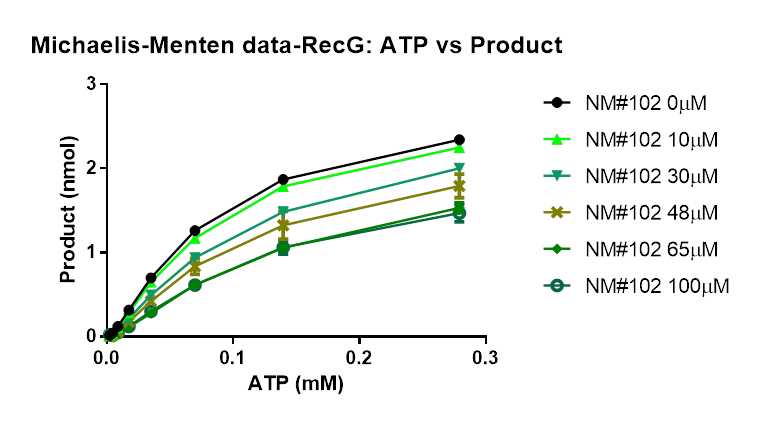 Michaelis-Menten data-RecG: ATP vs Product
3
2
1
0
Product (nmol)
0.0
0.1
0.2
0.3
ATP (mM)
NM#102 0μM
NM#102 10μM
NM#102 30μM
NM#102 48μM
NM#102 65μM
NM#102 100μM